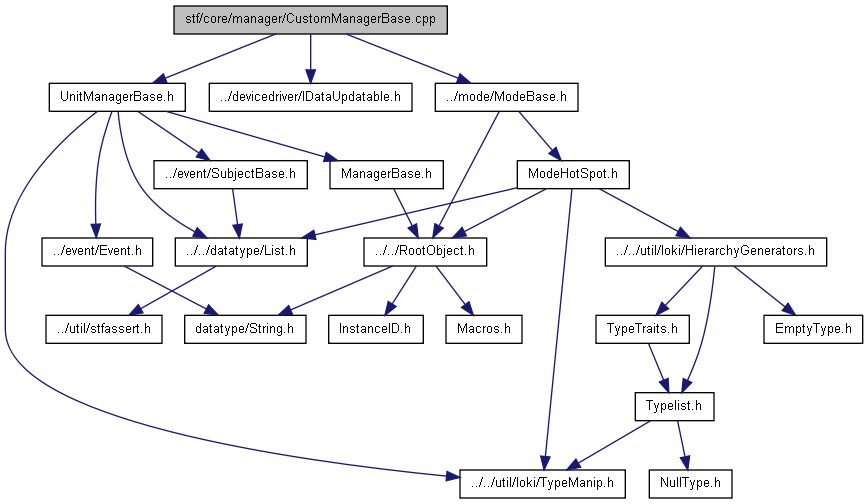 stf/core/manager/CustomManagerBase.cpp
UnitManagerBase.h
../devicedriver/IDataUpdatable.h
../mode/ModeBase.h
../event/SubjectBase.h
ManagerBase.h
ModeHotSpot.h
../event/Event.h
../../datatype/List.h
../../RootObject.h
../../util/loki/HierarchyGenerators.h
../util/stfassert.h
datatype/String.h
InstanceID.h
Macros.h
TypeTraits.h
EmptyType.h
Typelist.h
../../util/loki/TypeManip.h
NullType.h